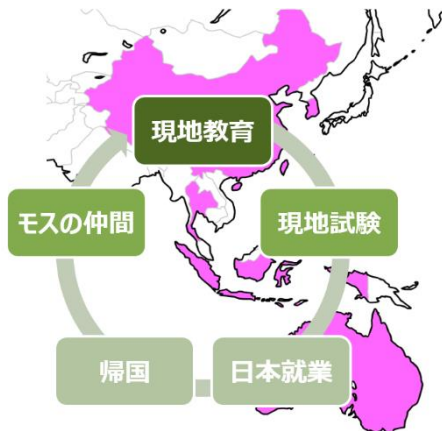 現地教育
現地試験
日本就業
帰国
モスの仲間